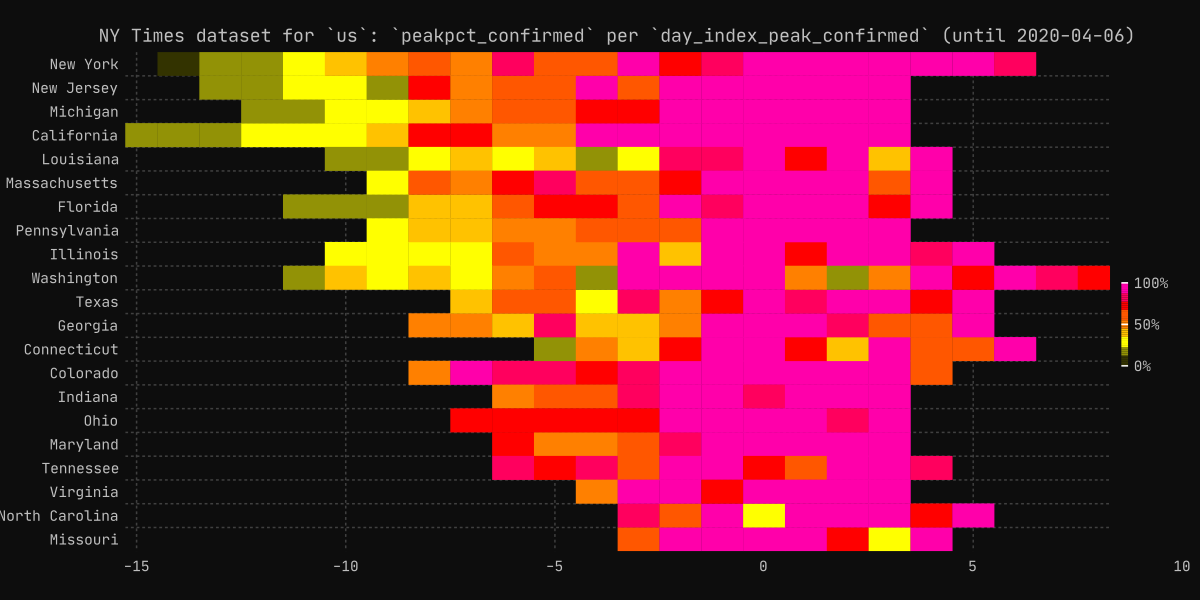 NY Times dataset for `us`: `peakpct_confirmed` per `day_index_peak_confirmed` (until 2020-04-06)
New York
New Jersey
Michigan
California
Louisiana
Massachusetts
Florida
Pennsylvania
Illinois
Washington
Texas
Georgia
Connecticut
Colorado
Indiana
Ohio
Maryland
Tennessee
Virginia
North Carolina
Missouri
−15 −10 −5 0 5 10
100%
50%
0%